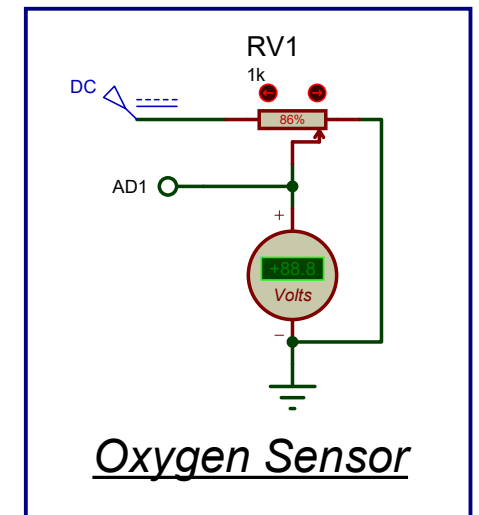 RV1
1k
DC
86%
AD1
+
+88.8
Volts
−
Oxygen Sensor